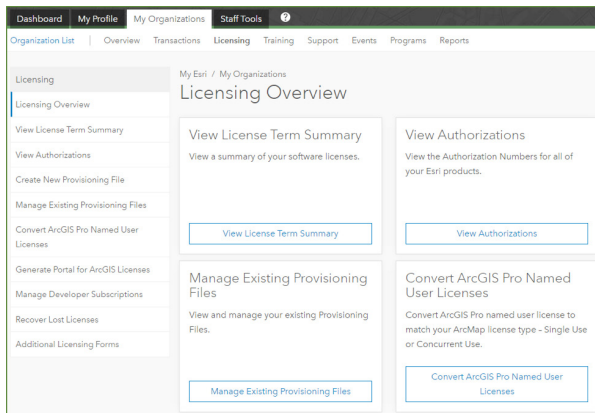 Dashboard My Profile My Organizations Staff Tools ?
Organization List | Overview Transactions Licensing Training Support Events Programs Reports
Licensing
Licensing Overview
View License Term Summary
View Authorizations
Create New Provisioning File
Manage Existing Provisioning Files
Convert ArcGIS Pro Named User
Licenses
Generate Portal for ArcGIS Licenses
Manage Developer Subscriptions
Recover Lost Licenses
Additional Licensing Forms
My Esri / My Organizations
Licensing Overview
View License Term Summary
View a summary of your software licenses.
View License Term Summary
View Authorizations
View the Authorization Numbers for all of
your Esri products.
View Authorizations
Manage Existing Provisioning
Files
View and manage your existing Provisioning
Files.
Manage Existing Provisioning Files
Convert ArcGIS Pro Named
User Licenses
Convert ArcGIS Pro named user license to
match your ArcMap license type – Single Use
or Concurrent Use.
Convert ArcGIS Pro Named User
Licenses